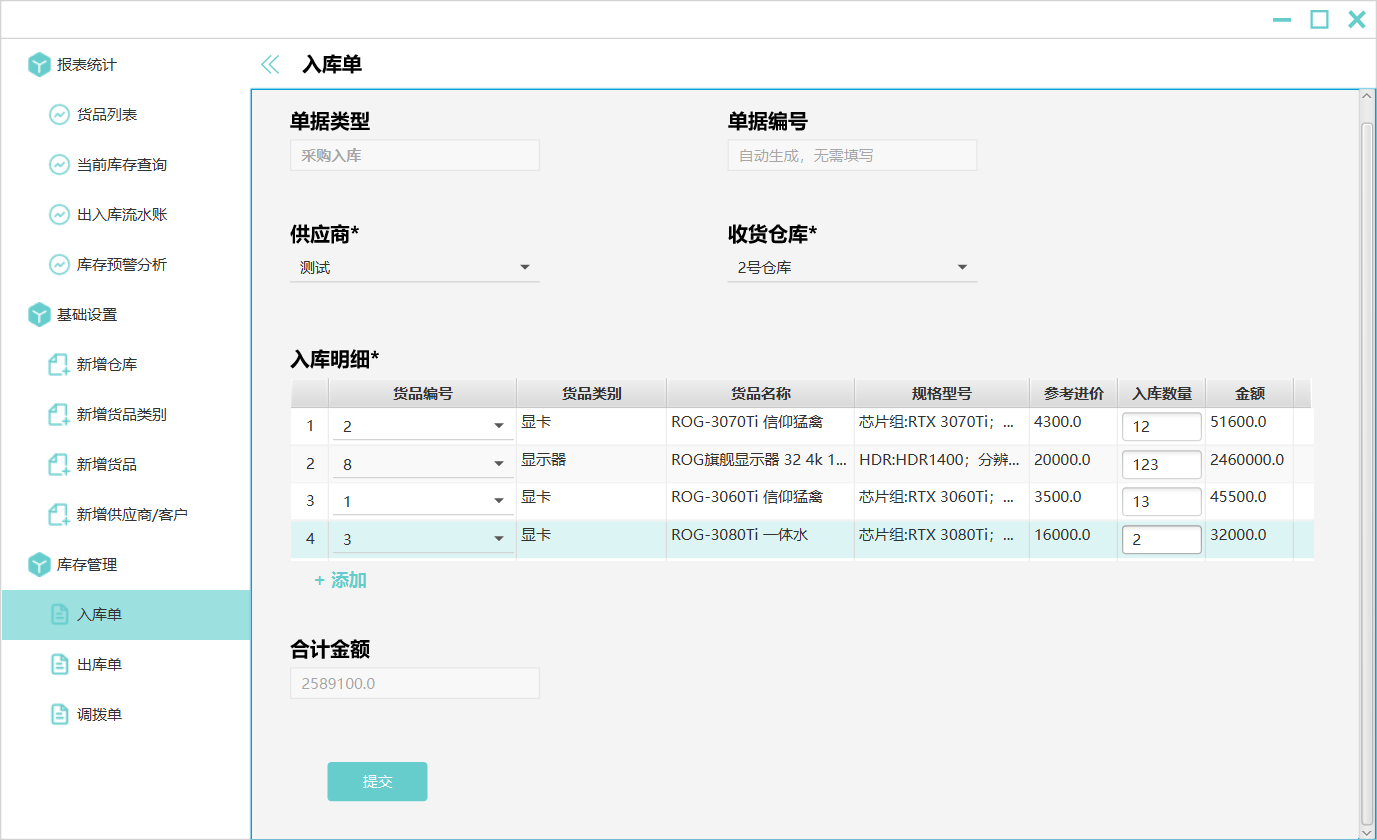 报表统计
货品列表
当前库存查询
出入库流水账
库存预警分析
基础设置
新增仓库
新增货品类别
新增货品
新增供应商/客户
库存管理
入库单
出库单
调拨单
入库单
单据类型 单据编号
采购入库 自动生成，无需填写
供应商* 收货仓库*
测试 2号仓库
入库明细*
货品编号 货品类别 货品名称 规格型号 参考进价 入库数量 金额
1 2 显卡 ROG-3070Ti 信仰猛禽 芯片组:RTX 3070Ti；... 4300.0 12 51600.0
2 8 显示器 ROG旗舰显示器 32 4k 1... HDR:HDR1400；分辨... 20000.0 123 2460000.0
3 1 显卡 ROG-3060Ti 信仰猛禽 芯片组:RTX 3060Ti；... 3500.0 13 45500.0
4 3 显卡 ROG-3080Ti 一体水 芯片组:RTX 3080Ti；... 16000.0 2 32000.0
+ 添加
合计金额
2589100.0
提交